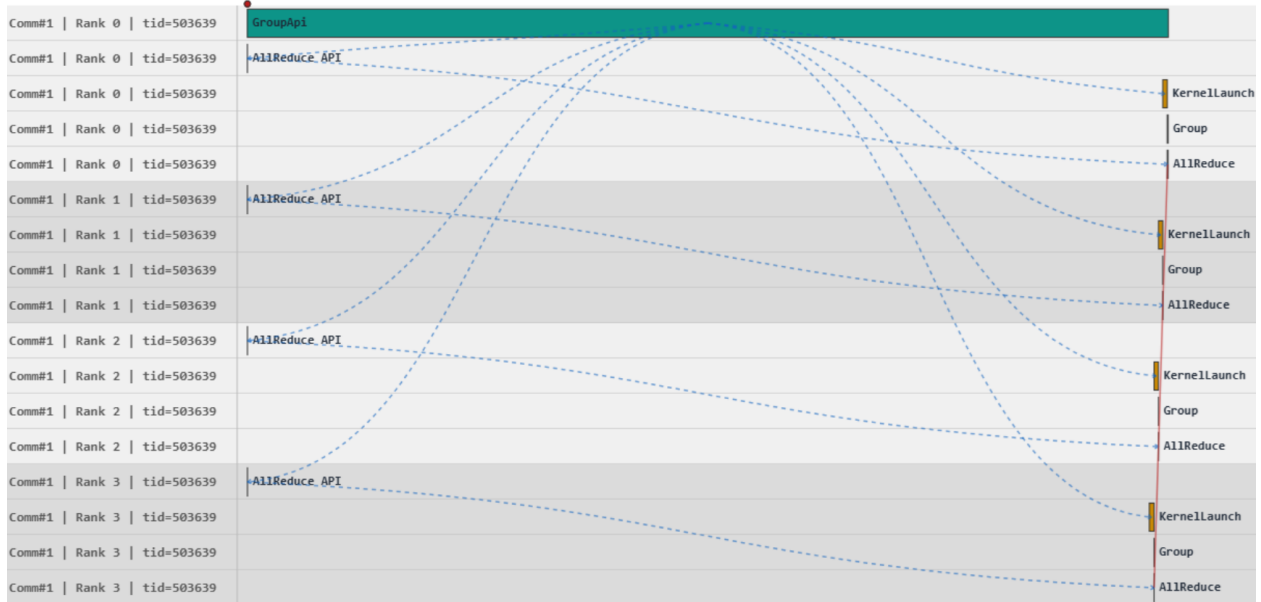 Comm#1 | Rank 0 | tid=503639 GroupApi
Comm#1 | Rank 0 | tid=503639 AllReduce API
Comm#1 | Rank 0 | tid=503639 KernelLaunch
Comm#1 | Rank 0 | tid=503639 Group
Comm#1 | Rank 0 | tid=503639 AllReduce
Comm#1 | Rank 1 | tid=503639 AllReduce API
Comm#1 | Rank 1 | tid=503639 KernelLaunch
Comm#1 | Rank 1 | tid=503639 Group
Comm#1 | Rank 1 | tid=503639 AllReduce
Comm#1 | Rank 2 | tid=503639 AllReduce API
Comm#1 | Rank 2 | tid=503639 KernelLaunch
Comm#1 | Rank 2 | tid=503639 Group
Comm#1 | Rank 2 | tid=503639 AllReduce
Comm#1 | Rank 3 | tid=503639 AllReduce API
Comm#1 | Rank 3 | tid=503639 KernelLaunch
Comm#1 | Rank 3 | tid=503639 Group
Comm#1 | Rank 3 | tid=503639 AllReduce